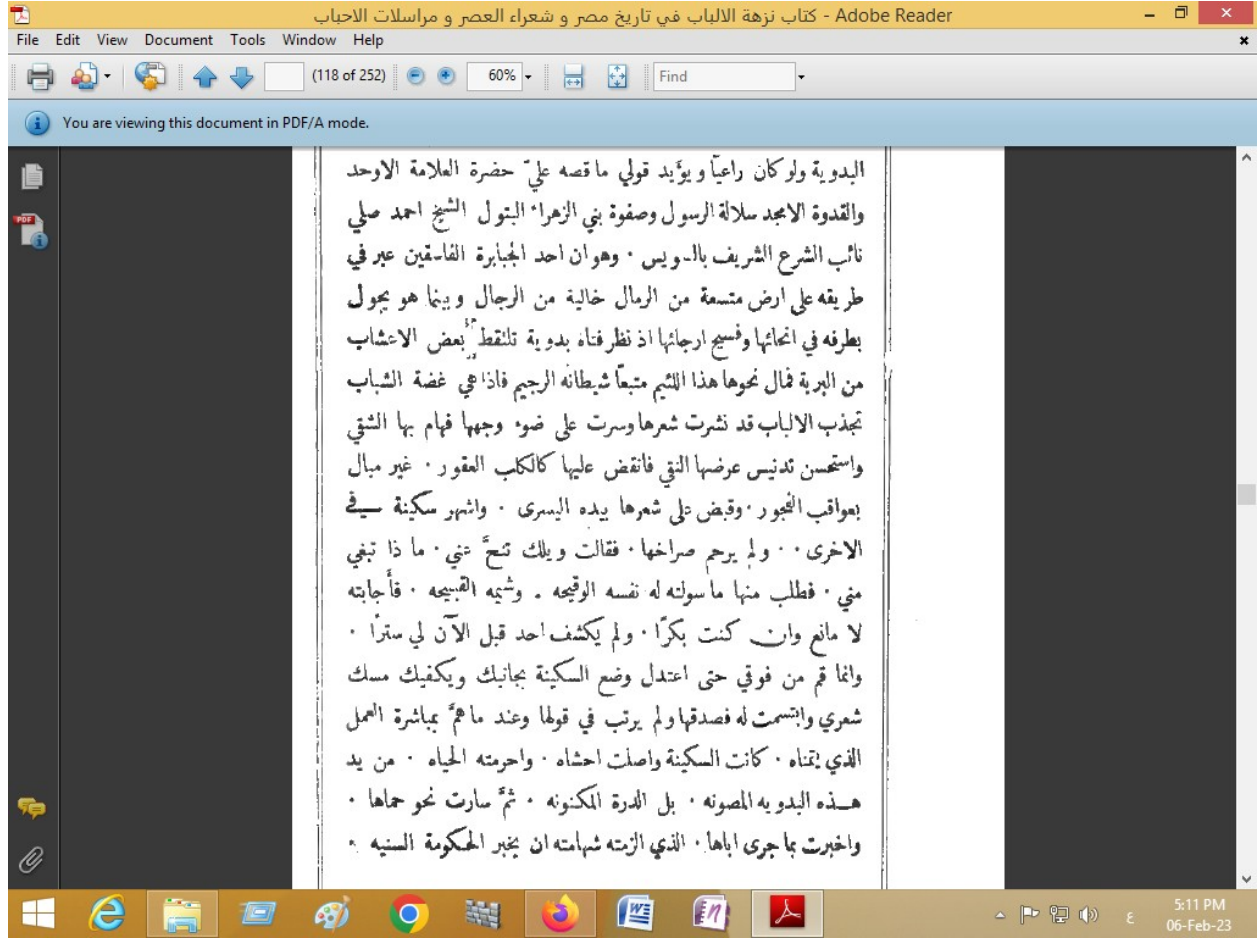 كتاب نزهة الالباب في تاريخ مصر و شعراء العصر و مراسلات الاحباب - Adobe Reader
File Edit View Document Tools Window Help
(118 of 252) 60% Find
You are viewing this document in PDF/A mode.
البدوية ولو كان راعياً ويؤيد قولي ما قصه عليّ حضرة العلامة الاوحد
والقدوة الامجد سلالة الرسول وصفوة بني الزهراء البتول الشيخ احمد صلي
نائب الشرع الشريف بالسويس · وهو ان احد الجبابرة الفاسقين عبر في
طريقه على ارض متسعة من الرمال خالية من الرجال وبينما هو يجول
بطرفه في انحائها وفسيح ارجائها اذ نظر فتاه بدوية تلتقط بعض الاعشاب
من البرية فمال نحوها هذا اللئيم متبعاً شيطانه الرجيم فاذا هي غضة الشباب
تجذب الالباب قد نشرت شعرها وسرت على ضوء وجهها فهام بها الشقي
واستحسن تدنيس عرضها النقي فانقض عليها كالكلب العقور · غير مبال
بعواقب الفجور · وقبض على شعرها بيده اليسرى · واشهر سكينة في
الاخرى · · ولم يرحم صراخها · فقالت ويلك تنحَّ عني · ما ذا تبغي
مني · فطلب منها ما سولته له نفسه الوقيحه . وشيمه القبيحه · فأجابته
لا مانع وان كنت بكرًا · ولم يكشف احد قبل الآن لي سترًا ·
وانما قم من فوقي حتى اعتدل وضع السكينة بجانبك ويكفيك مسك
شعري وابتسمت له فصدقها ولم يرتب في قولها وعند ما همَّ بمباشرة العمل
الذي يتمناه · كانت السكينة واصلت احشاه · واحرمته الحياه · من يد
هذه البدويه المصونه · بل الدرة المكنونه · ثمَّ سارت نحو حماها ·
واخبرت بما جرى اباها · الذي الزمته شهامته ان يخبر الحكومة السنيه ·
ع 5:11 PM
06-Feb-23